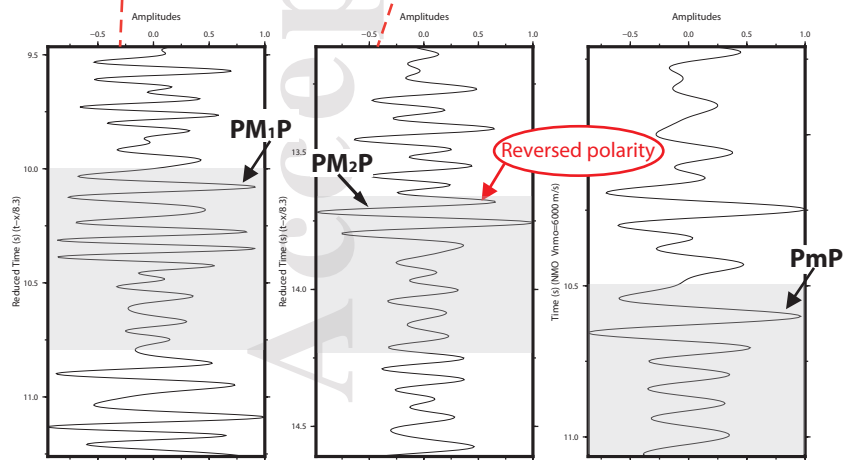 Amplitudes Amplitudes Amplitudes
−0.5 0.0 0.5 1.0 −0.5 0.0 0.5 1.0 −0.5 0.0 0.5 1.0
9.5
10.0
10.5
11.0
Reduced Time (s) (t−x/8.3)
PM₁P
13.5
14.0
14.5
Reduced Time (s) (t−x/8.3)
PM₂P
Reversed polarity
10.5
11.0
Time (s) (NMO Vnmo=6000 m/s)
PmP
Accep